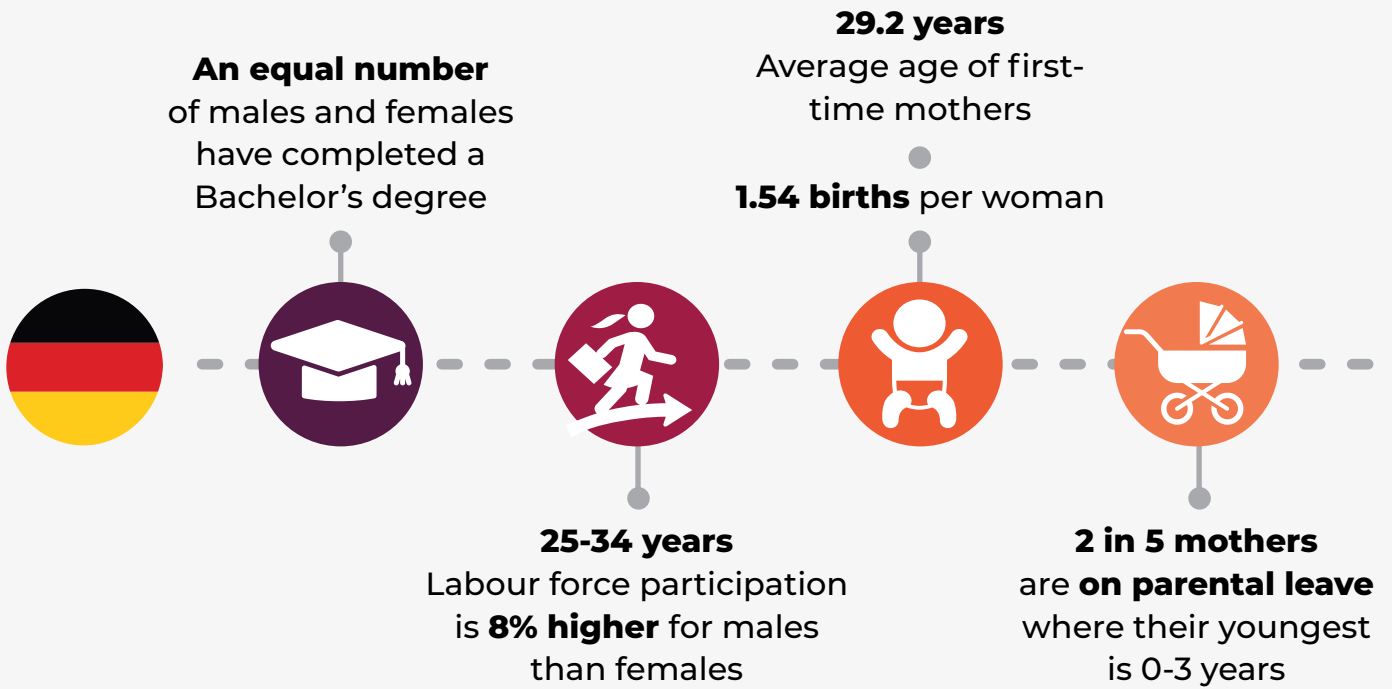 An equal number
of males and females
have completed a
Bachelor's degree
25-34 years
Labour force participation
is 8% higher for males
than females
29.2 years
Average age of first-
time mothers
1.54 births per woman
2 in 5 mothers
are on parental leave
where their youngest
is 0-3 years